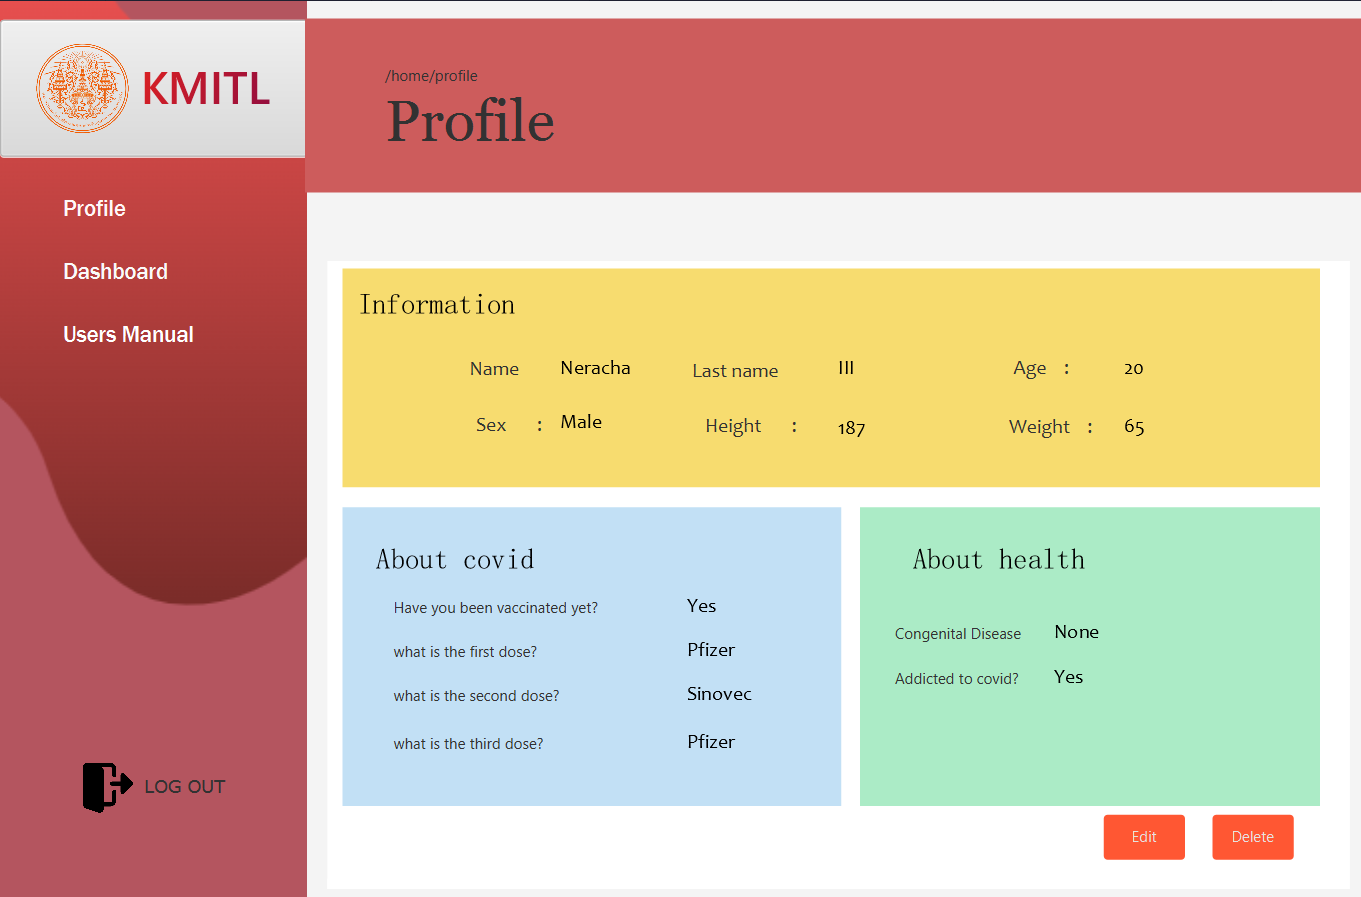 KMITL
/home/profile
Profile
Profile
Dashboard
Users Manual
LOG OUT
Information
Name Neracha Last name III Age : 20
Sex : Male Height : 187 Weight : 65
About covid
Have you been vaccinated yet? Yes
what is the first dose? Pfizer
what is the second dose? Sinovec
what is the third dose? Pfizer
About health
Congenital Disease None
Addicted to covid? Yes
Edit Delete